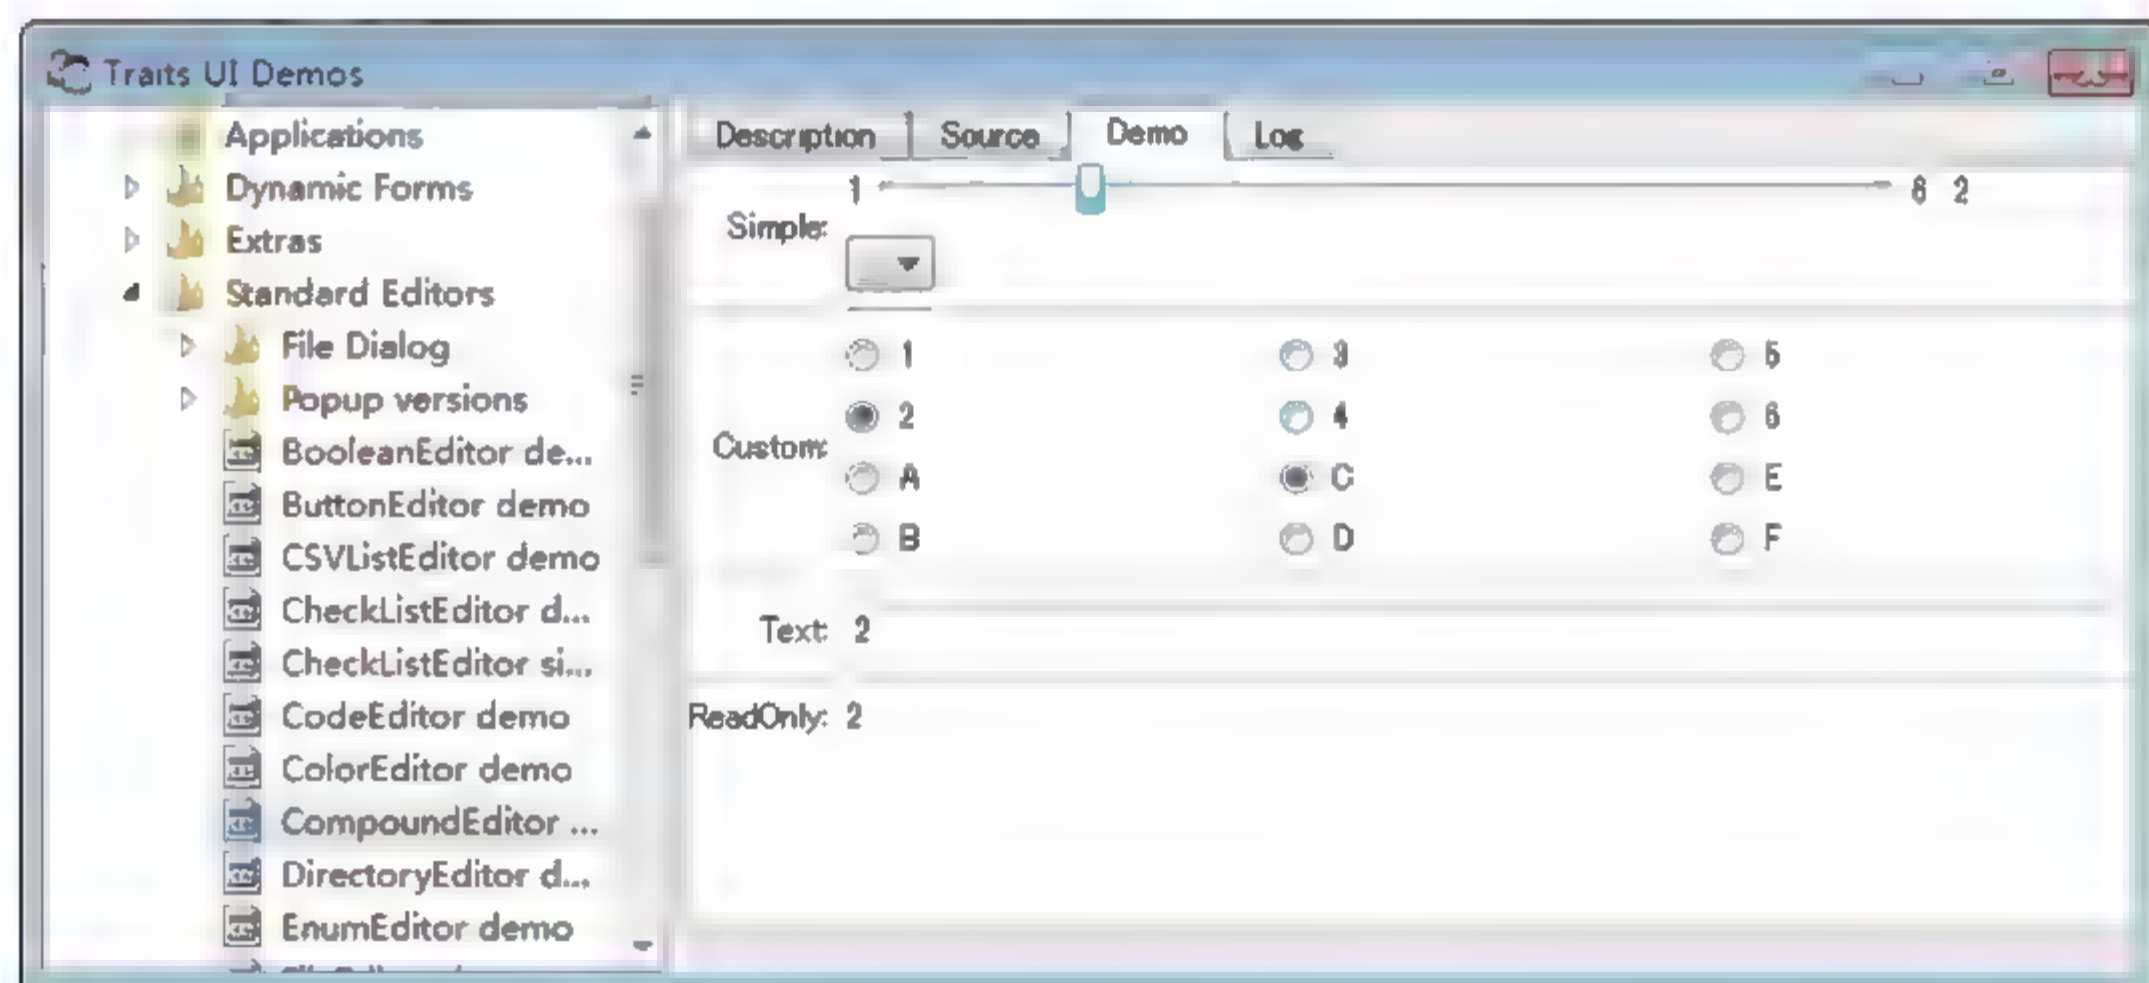 Traits UI Demos
Applications
Dynamic Forms
Extras
Standard Editors
File Dialog
Popup versions
BooleanEditor de...
ButtonEditor demo
CSVListEditor demo
CheckListEditor d...
CheckListEditor si...
CodeEditor demo
ColorEditor demo
CompoundEditor ...
DirectoryEditor d...
EnumEditor demo
Description Source Demo Log
Simple: 1 6 2
Custom:
1 3 5
2 4 6
A C E
B D F
Text: 2
ReadOnly: 2